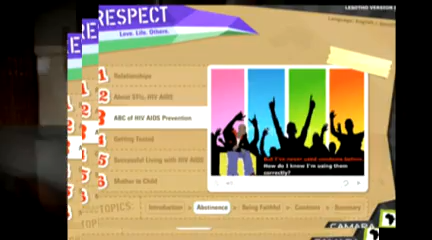 LESOTHO VERSION
RESPECT
Love. Life. Others.
Language: English
1 Relationships
2 About STI's, HIV AIDS
3 ABC of HIV AIDS Prevention
4 Getting Tested
5 Successful Living with HIV AIDS
6 Mother to Child
But I've never used condoms before.
How do I know I'm using them
correctly?
TOPICS: Introduction Abstinence Being Faithful Condoms Summary
CAMARA